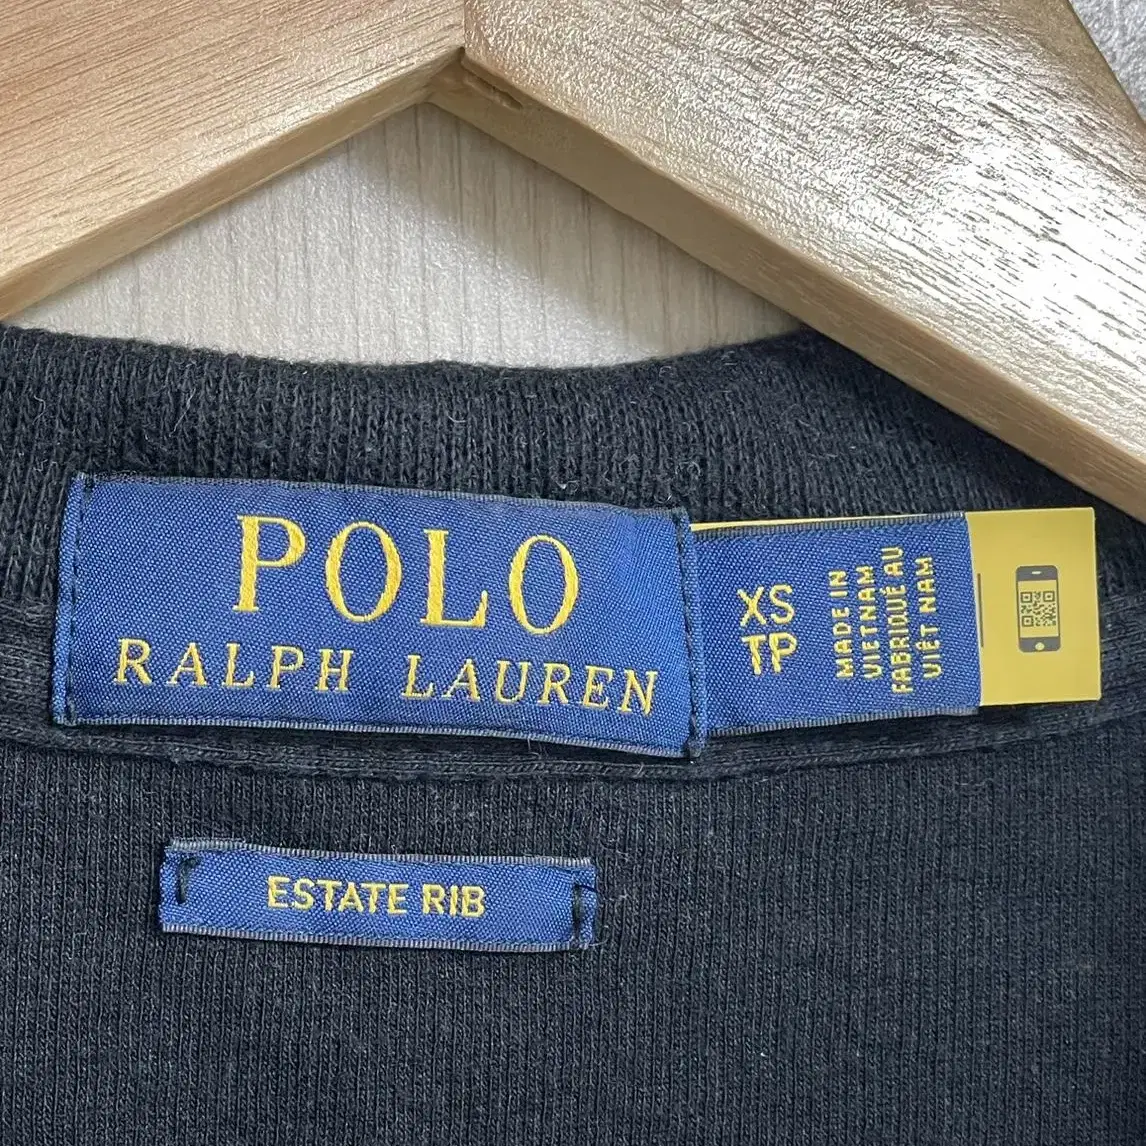 POLO
RALPH LAUREN
XS
TP
MADE IN
VIETNAM
FABRIQUÉ AU
VIÊT NAM
ESTATE RIB